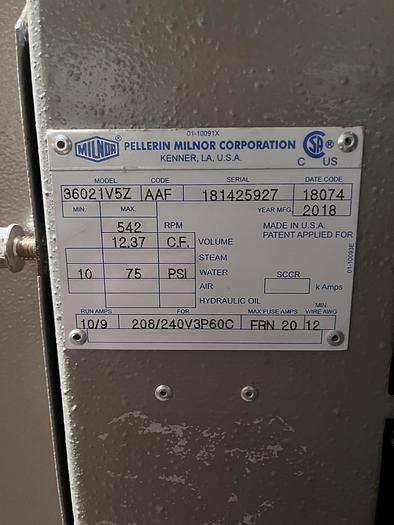 01-10091X
MILNOR ® PELLERIN MILNOR CORPORATION SA ®
KENNER, LA, U.S.A. C US
MODEL CODE SERIAL DATE CODE
36021V5Z AAF 181425927 18074
MIN. MAX. YEAR MFG. 2018
542 RPM MADE IN U.S.A.
12.37 C.F. VOLUME PATENT APPLIED FOR
STEAM
10 75 PSI WATER SCCR
AIR k Amps
HYDRAULIC OIL
RUN AMPS FOR MAX FUSE AMPS MIN. WIRE AWG
10/9 208/240V3P60C FRN 20 12
01-10093E